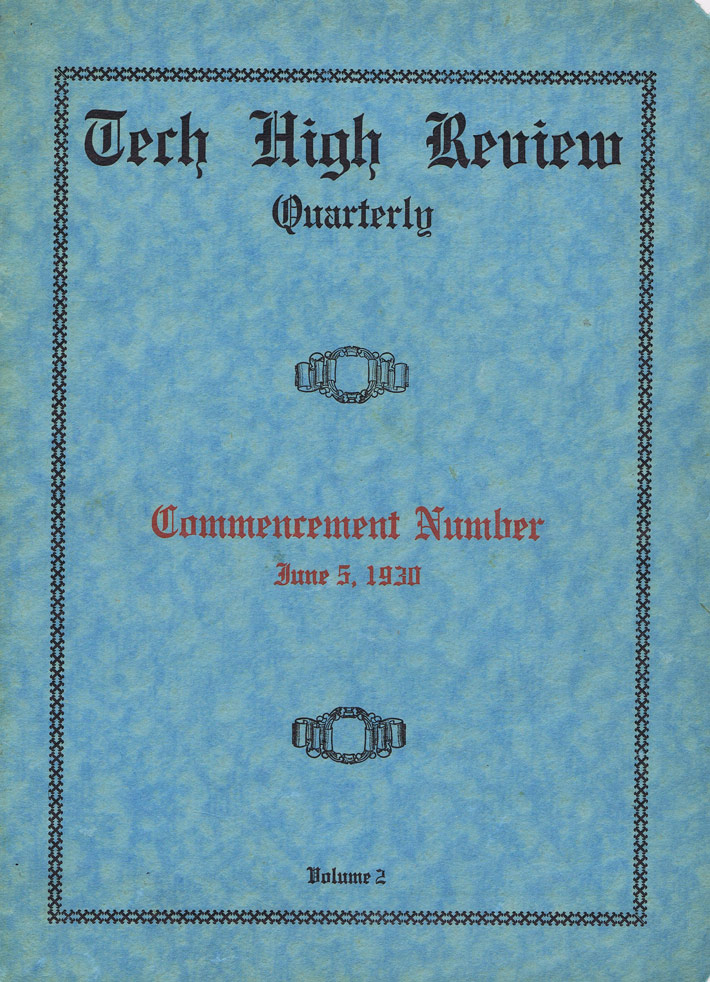 Tech High Review
Quarterly
Commencement Number
June 5, 1930
Volume 2